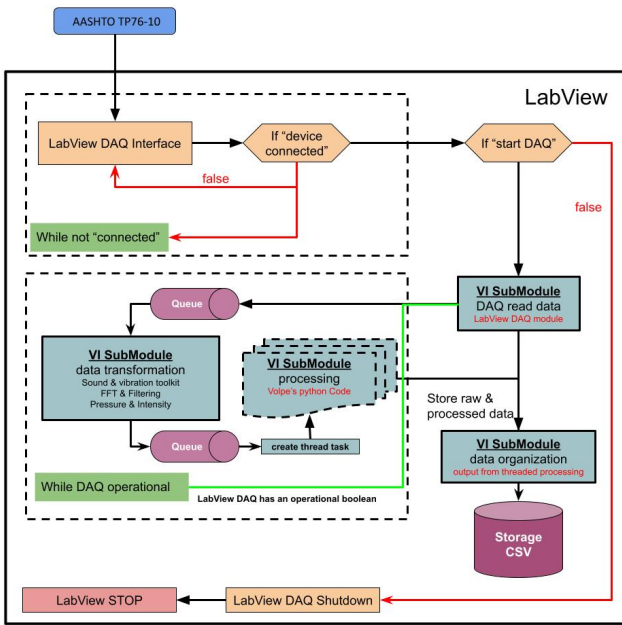 AASHTO TP76-10
LabView
LabView DAQ Interface
If “device
connected”
If “start DAQ”
false
false
While not “connected”
Queue
VI SubModule
DAQ read data
LabView DAQ module
VI SubModule
data transformation
Sound & vibration toolkit
FFT & Filtering
Pressure & Intensity
VI SubModule
processing
Volpe's python Code
Store raw &
processed data
Queue
create thread task
VI SubModule
data organization
output from threaded processing
While DAQ operational
LabView DAQ has an operational boolean
Storage
CSV
LabView STOP
LabView DAQ Shutdown